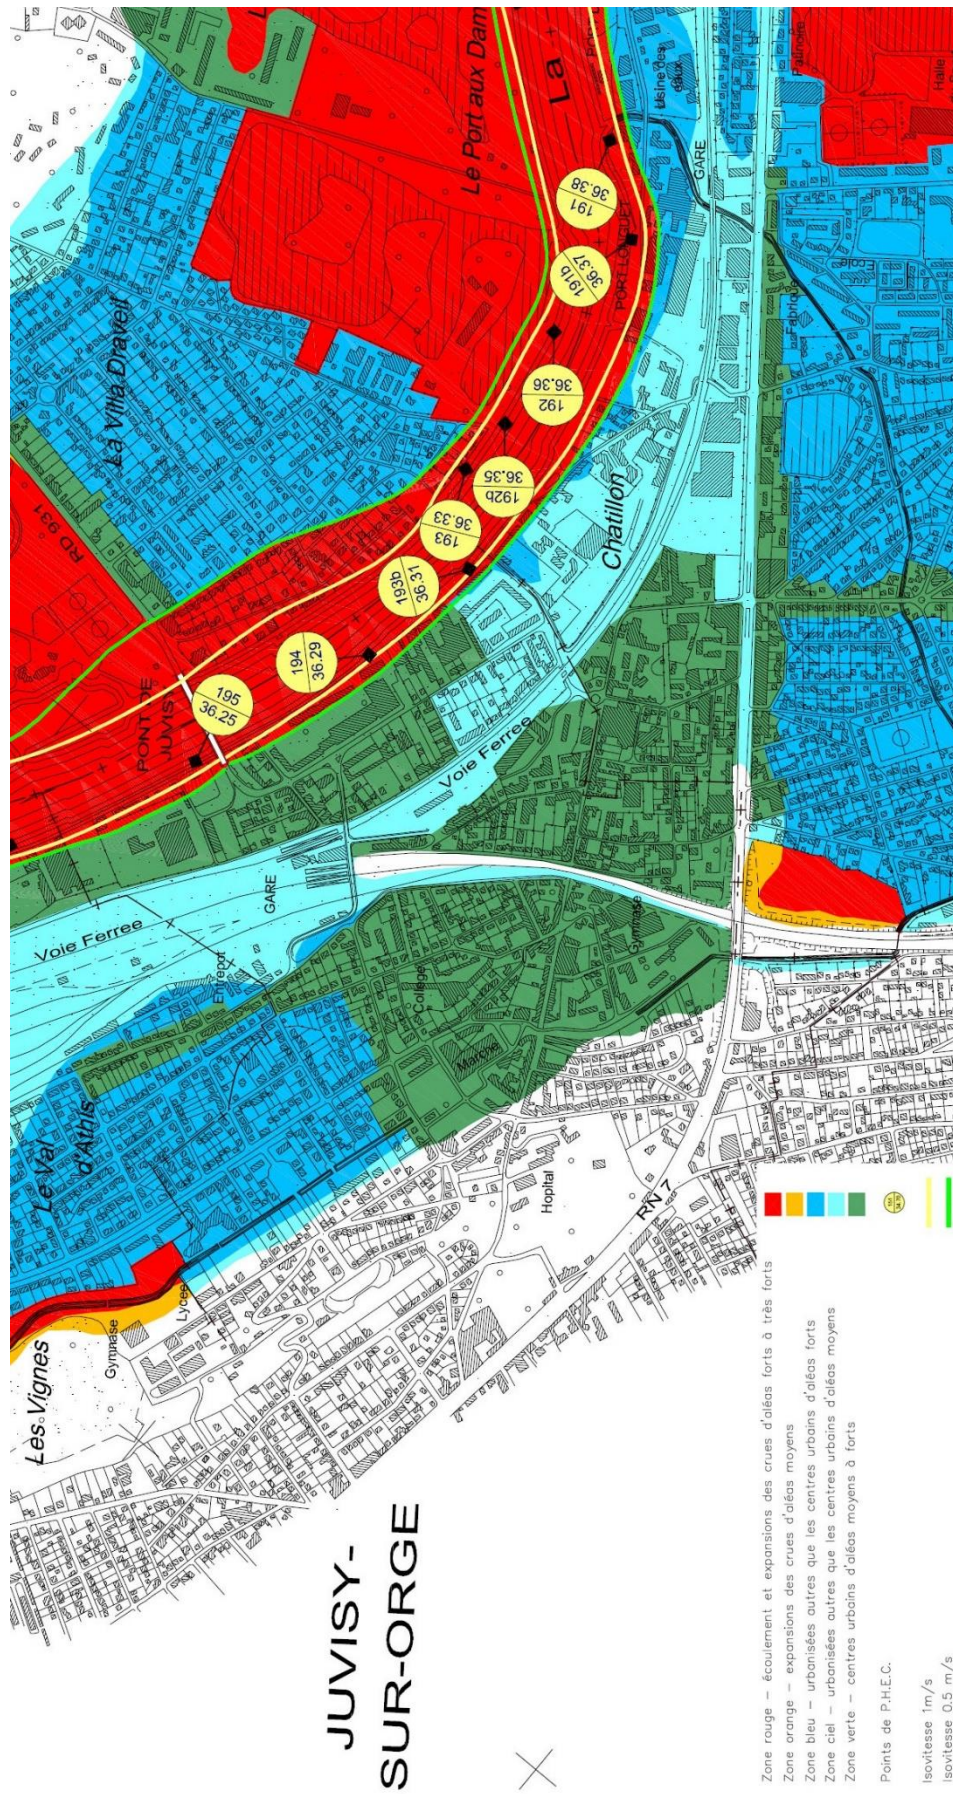 JUVISY-
SUR-ORGE
Les Vignes
Gymnase
Lycee
Le Val
d'Athis
Entrepot
Voie Ferree
GARE
PONT DE
JUVISY
RD 931
La Villa Draveil
Le Port aux Dam
La
195
36.25
194
36.29
193b
36.31
193
36.33
192b
36.35
192
36.36
191b
36.37
191
36.38
PORT LONGUET
Usine des
eaux
GARE
Patinoire
Halle
Ecole
Fabrique
Chatillon
Voie Ferree
College
Marche
Gymnase
Hopital
RN 7
Zone rouge – écoulement et expansions des crues d'aléas forts à très forts
Zone orange – expansions des crues d'aléas moyens
Zone bleu – urbanisées autres que les centres urbains d'aléas forts
Zone ciel – urbanisées autres que les centres urbains d'aléas moyens
Zone verte – centres urbains d'aléas moyens à forts
Points de P.H.E.C.
Isovitesse 1m/s
Isovitesse 0.5 m/s